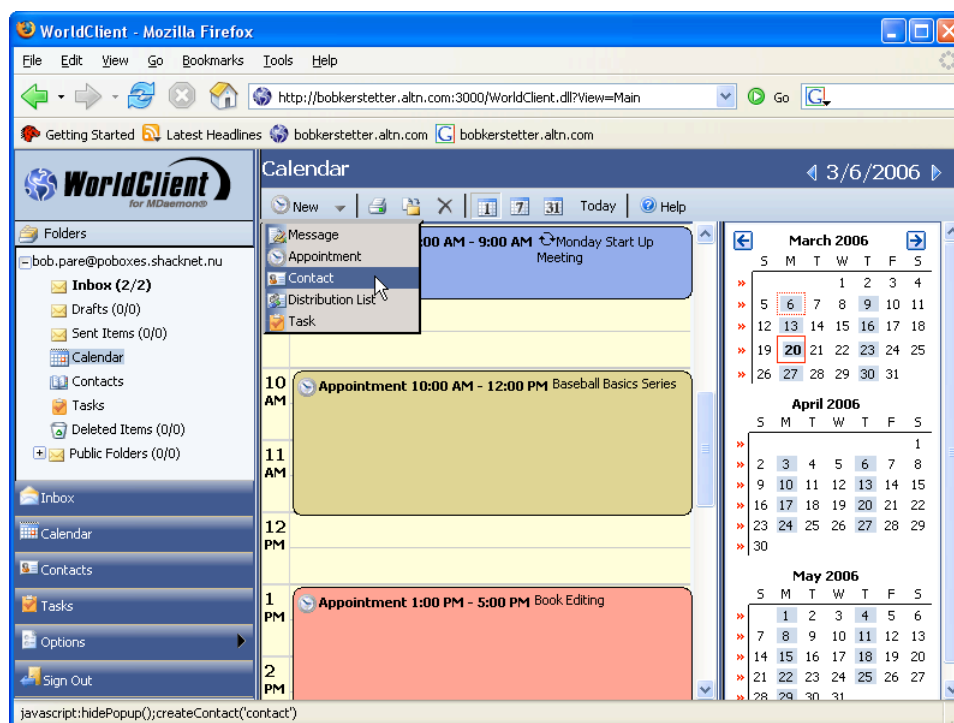 WorldClient - Mozilla Firefox
File Edit View Go Bookmarks Tools Help
http://bobkerstetter.altn.com:3000/WorldClient.dll?View=Main Go G
Getting Started Latest Headlines bobkerstetter.altn.com G bobkerstetter.altn.com
WorldClient
for MDaemon®
Folders
bob.pare@poboxes.shacknet.nu
Inbox (2/2)
Drafts (0/0)
Sent Items (0/0)
Calendar
Contacts
Tasks
Deleted Items (0/0)
Public Folders (0/0)
Inbox
Calendar
Contacts
Tasks
Options
Sign Out
Calendar 3/6/2006
New 1 7 31 Today Help
Message
Appointment
Contact
Distribution List
Task
:00 AM - 9:00 AM Monday Start Up
Meeting
10 AM
Appointment 10:00 AM - 12:00 PM Baseball Basics Series
11 AM
12 PM
1 PM
Appointment 1:00 PM - 5:00 PM Book Editing
2 PM
March 2006
S M T W T F S
» 1 2 3 4
» 5 6 7 8 9 10 11
» 12 13 14 15 16 17 18
» 19 20 21 22 23 24 25
» 26 27 28 29 30 31
April 2006
S M T W T F S
» 1
» 2 3 4 5 6 7 8
» 9 10 11 12 13 14 15
» 16 17 18 19 20 21 22
» 23 24 25 26 27 28 29
» 30
May 2006
S M T W T F S
» 1 2 3 4 5 6
» 7 8 9 10 11 12 13
» 14 15 16 17 18 19 20
» 21 22 23 24 25 26 27
» 28 29 30 31
javascript:hidePopup();createContact('contact')